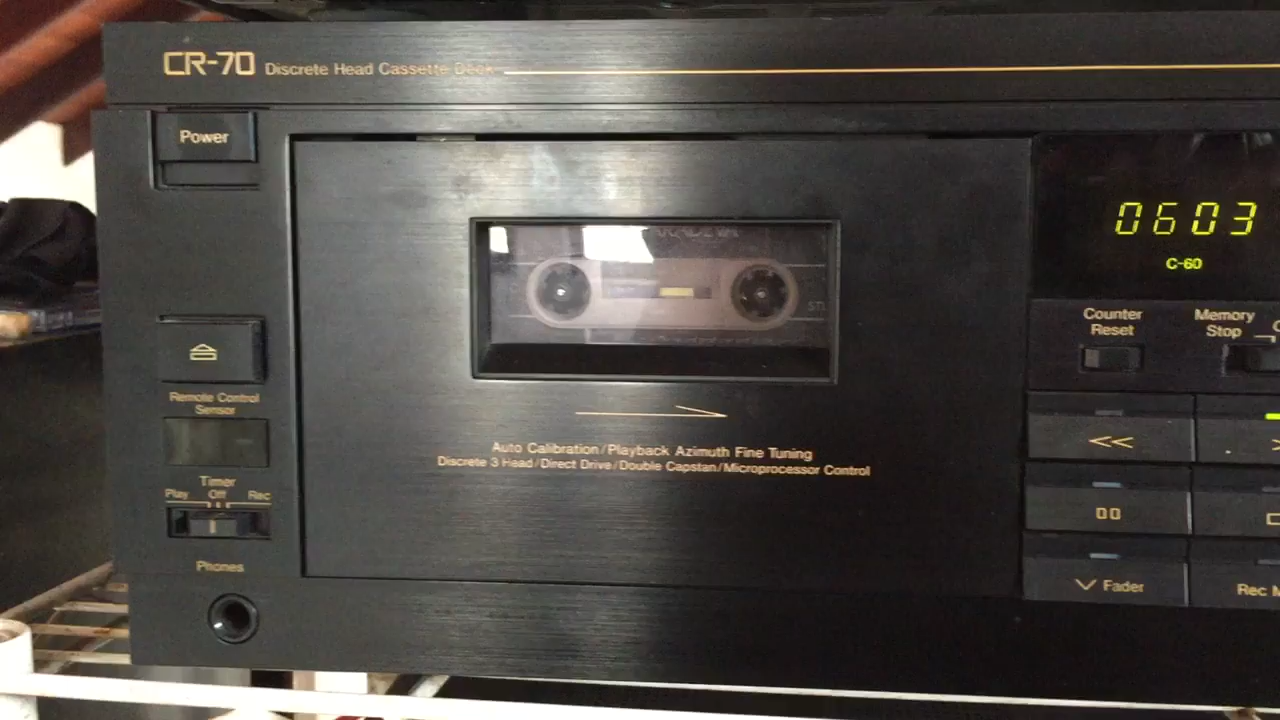 CR-70 Discrete Head Cassette Deck
Power
0603
C-60
Counter Reset
Memory Stop
Remote Control Sensor
<<
Auto Calibration/Playback Azimuth Fine Tuning
Discrete 3 Head/Direct Drive/Double Capstan/Microprocessor Control
Timer
Play Off Rec
Phones
Fader
Rec M